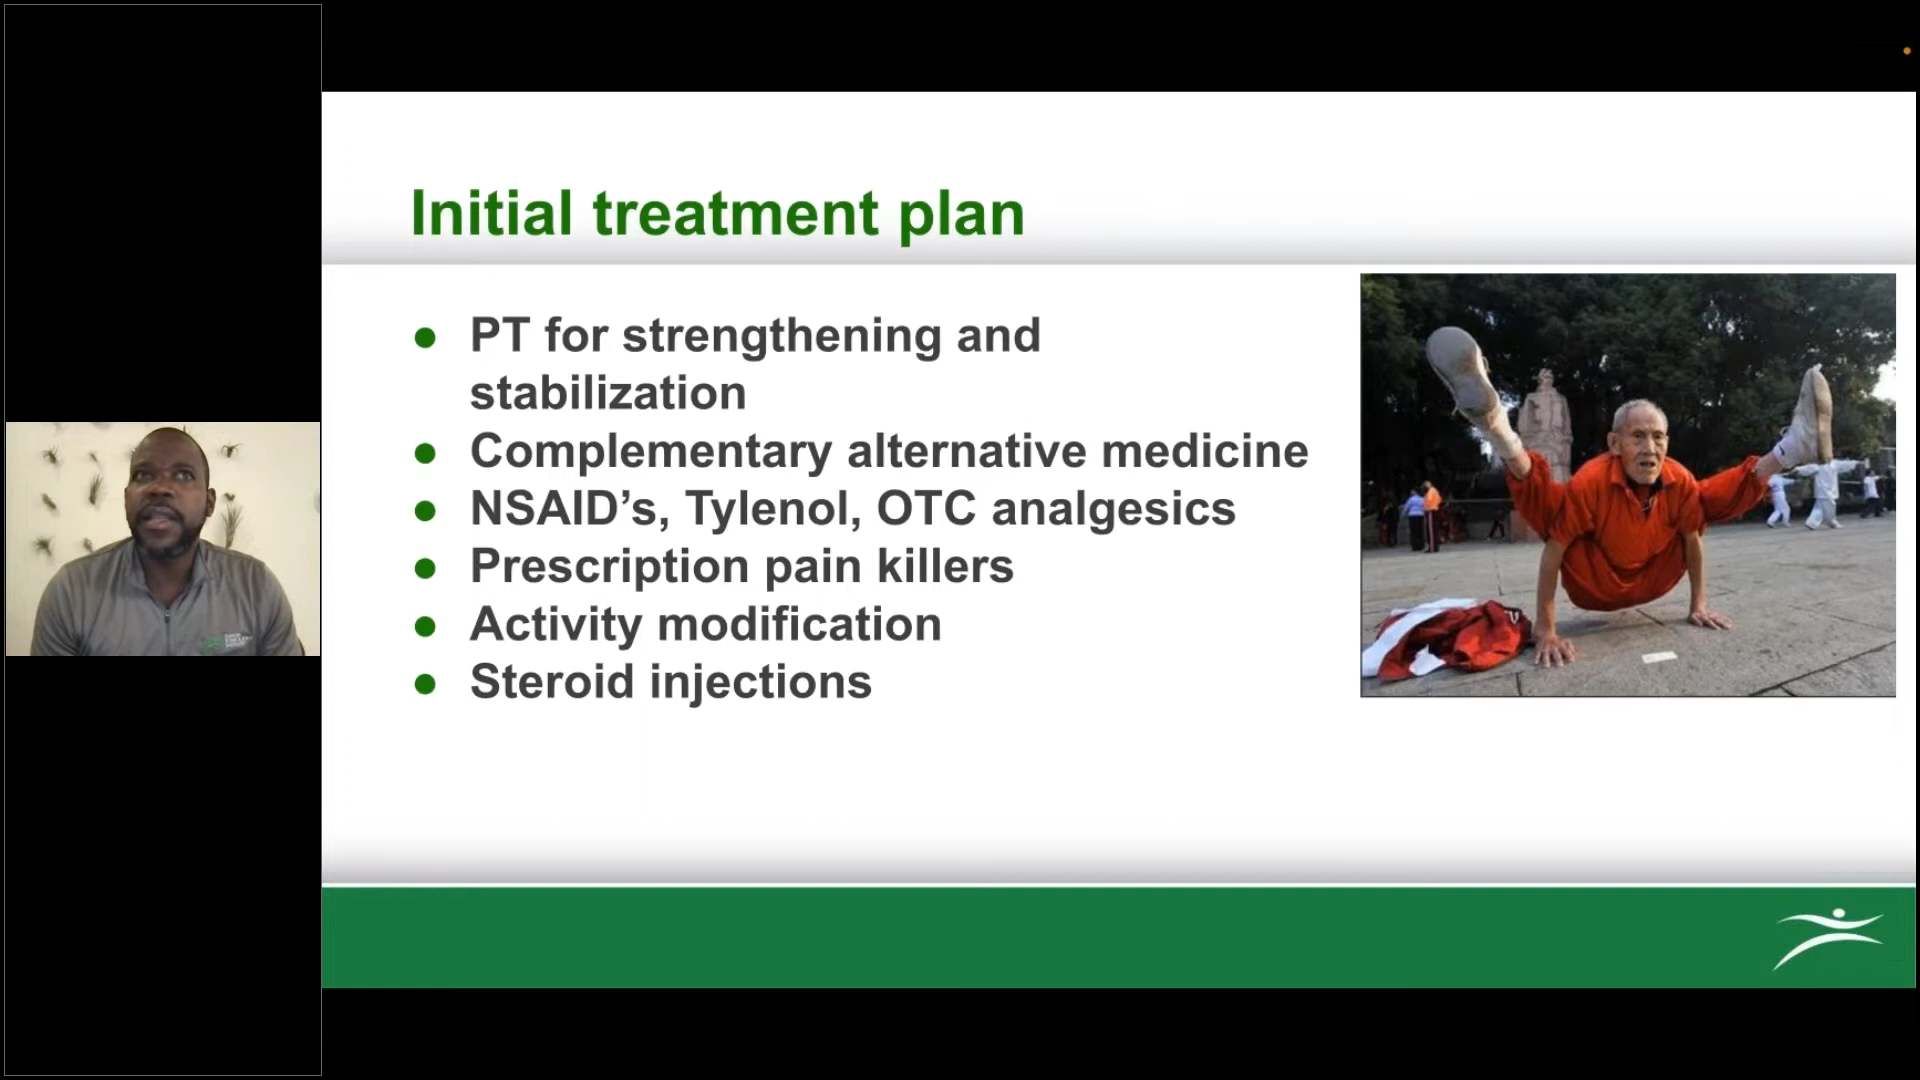 Initial treatment plan
● PT for strengthening and
stabilization
● Complementary alternative medicine
● NSAID’s, Tylenol, OTC analgesics
● Prescription pain killers
● Activity modification
● Steroid injections